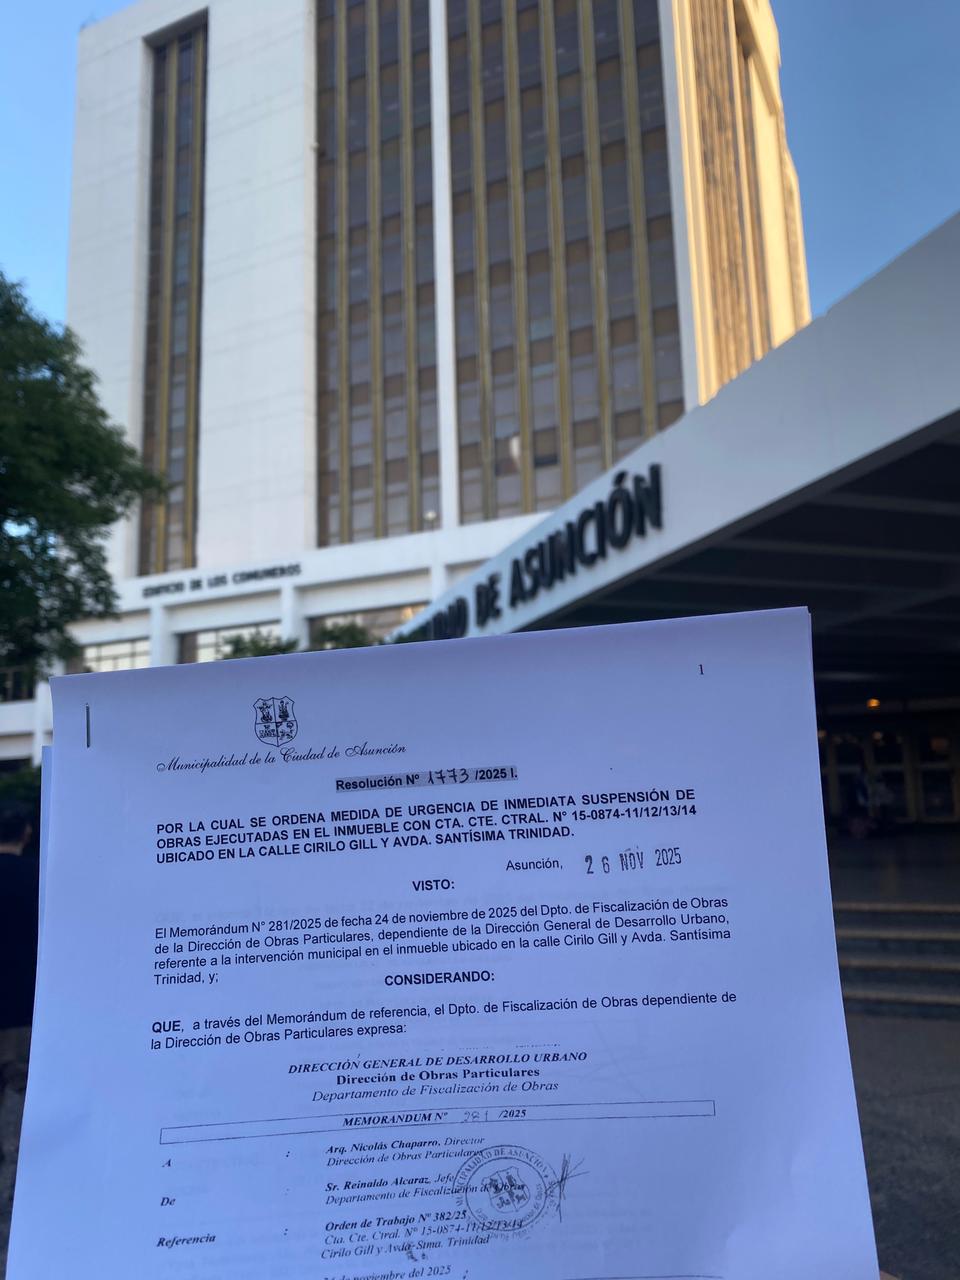 EDIFICIO DE LOS COMUNEROS
DE ASUNCIÓN
1
Municipalidad de la Ciudad de Asunción
Resolución N° 1773 /2025 I.
POR LA CUAL SE ORDENA MEDIDA DE URGENCIA DE INMEDIATA SUSPENSIÓN DE
OBRAS EJECUTADAS EN EL INMUEBLE CON CTA. CTE. CTRAL. N° 15-0874-11/12/13/14
UBICADO EN LA CALLE CIRILO GILL Y AVDA. SANTÍSIMA TRINIDAD.
Asunción, 26 NOV 2025
VISTO:
El Memorándum N° 281/2025 de fecha 24 de noviembre de 2025 del Dpto. de Fiscalización de Obras
de la Dirección de Obras Particulares, dependiente de la Dirección General de Desarrollo Urbano,
referente a la intervención municipal en el inmueble ubicado en la calle Cirilo Gill y Avda. Santísima
Trinidad, y;
CONSIDERANDO:
QUE, a través del Memorándum de referencia, el Dpto. de Fiscalización de Obras dependiente de
la Dirección de Obras Particulares expresa:
DIRECCIÓN GENERAL DE DESARROLLO URBANO
Dirección de Obras Particulares
Departamento de Fiscalización de Obras
MEMORANDUM N° 281 /2025
A : Arq. Nicolás Chaparro, Director
Dirección de Obras Particulares
De : Sr. Reinaldo Alcaraz, Jefe
Departamento de Fiscalización de Obras
MUNICIPALIDAD DE ASUNCIÓN
Referencia : Orden de Trabajo N° 382/25
Cta. Cte. Ctral. N° 15-0874-11/12/13/14
Cirilo Gill y Avda. Stma. Trinidad
de noviembre del 2025